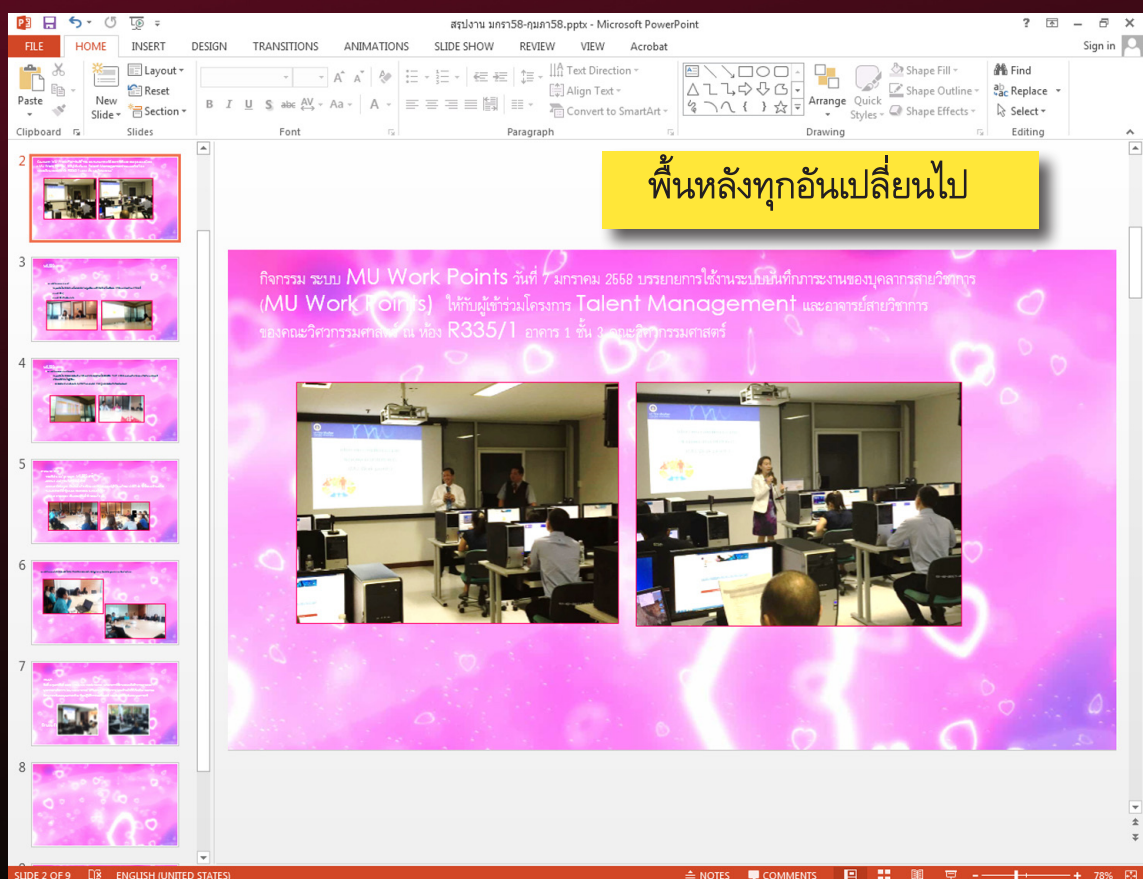 สรุปงาน มกรา58-กุมภา58.pptx - Microsoft PowerPoint
FILE HOME INSERT DESIGN TRANSITIONS ANIMATIONS SLIDE SHOW REVIEW VIEW Acrobat Sign in
Paste
New Slide
Layout
Reset
Section
Text Direction
Align Text
Convert to SmartArt
Arrange
Quick Styles
Shape Fill
Shape Outline
Shape Effects
Find
Replace
Select
Clipboard Slides Font Paragraph Drawing Editing
พื้นหลังทุกอันเปลี่ยนไป
กิจกรรม ระบบ MU Work Points วันที่ 7 มกราคม 2558 บรรยายการใช้งานระบบบันทึกภาระงานของบุคลากรสายวิชาการ
(MU Work Points) ให้กับผู้เข้าร่วมโครงการ Talent Management และอาจารย์สายวิชาการ
ของคณะวิศวกรรมศาสตร์ ณ ห้อง R335/1 อาคาร 1 ชั้น 3 คณะวิศวกรรมศาสตร์
2
3
4
5
6
7
8
SLIDE 2 OF 9 ENGLISH (UNITED STATES) NOTES COMMENTS 78%